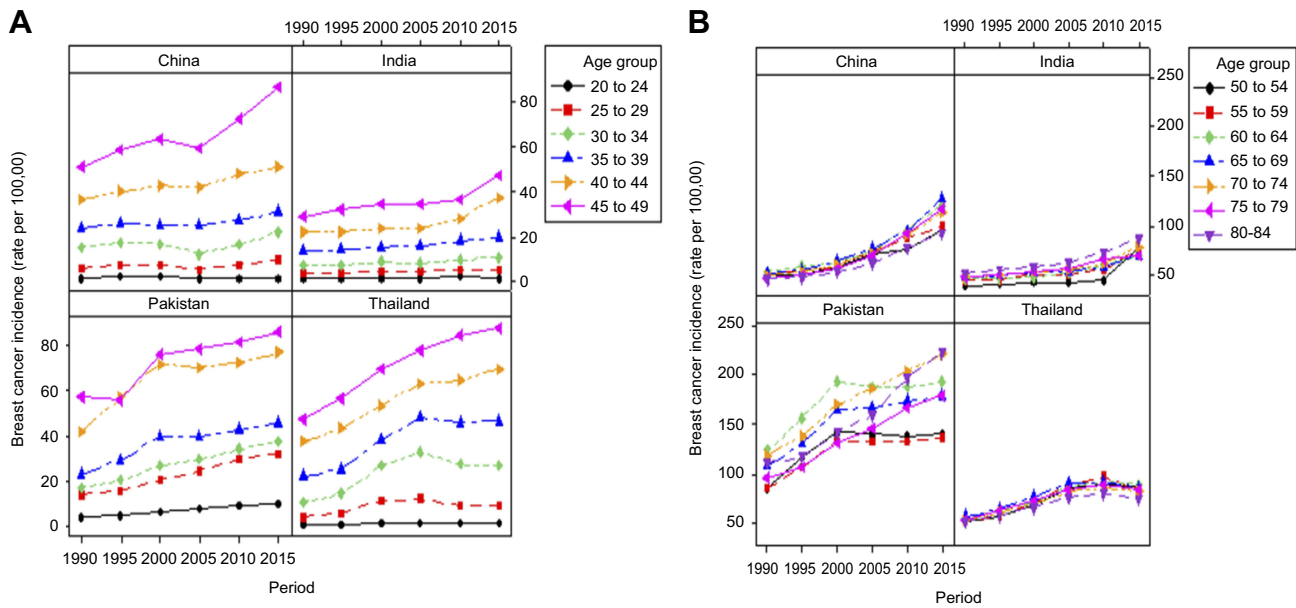 A
1990 1995 2000 2005 2010 2015
China
India
Age group
20 to 24
25 to 29
30 to 34
35 to 39
40 to 44
45 to 49
80
60
40
20
0
Breast cancer incidence (rate per 100,00)
Pakistan
Thailand
80
60
40
20
0
1990 1995 2000 2005 2010 2015
Period
B
1990 1995 2000 2005 2010 2015
China
India
Age group
50 to 54
55 to 59
60 to 64
65 to 69
70 to 74
75 to 79
80-84
250
200
150
100
50
Breast cancer incidence (rate per 100,00)
Pakistan
Thailand
250
200
150
100
50
1990 1995 2000 2005 2010 2015
Period